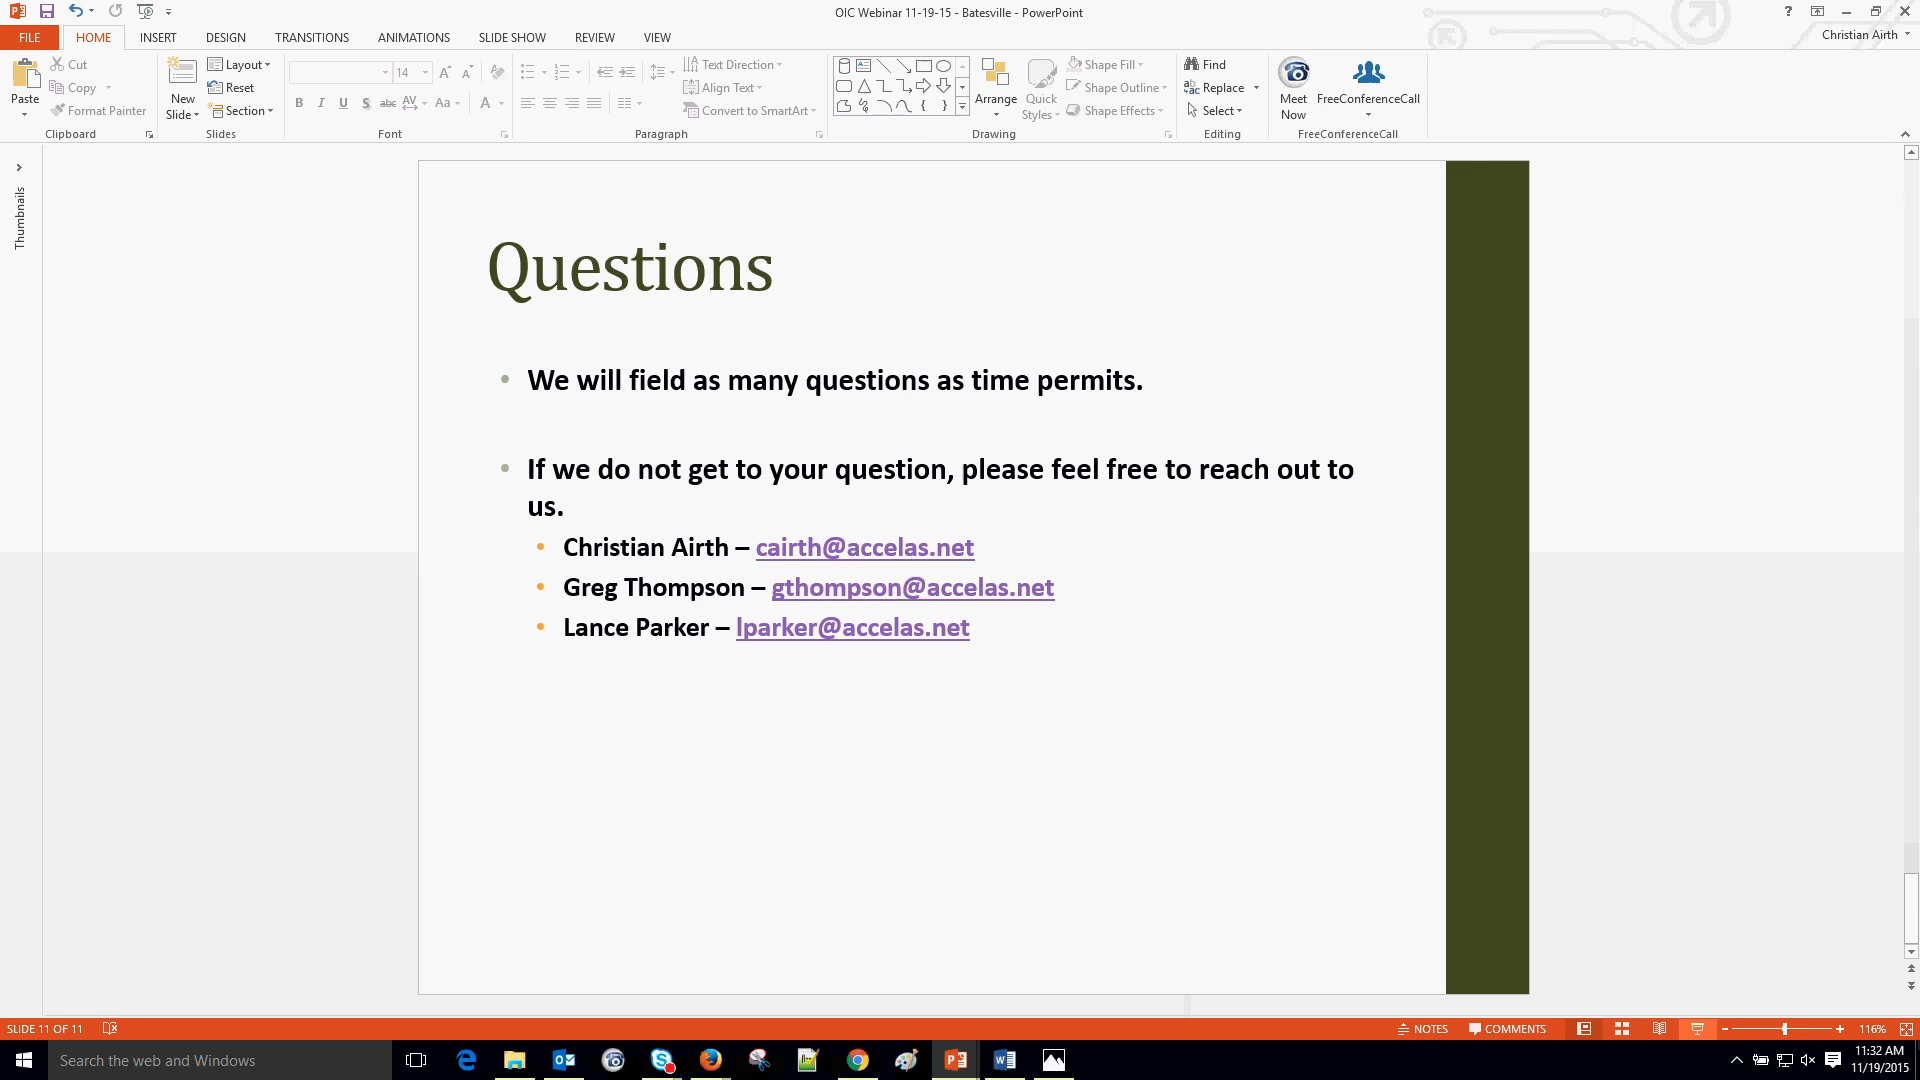 OIC Webinar 11-19-15 - Batesville - PowerPoint
?
FILE HOME INSERT DESIGN TRANSITIONS ANIMATIONS SLIDE SHOW REVIEW VIEW Christian Airth
Paste
Cut
Copy
Format Painter
Clipboard
New
Slide
Layout
Reset
Section
Slides
14
B I U S abc AV Aa A
Font
Text Direction
Align Text
Convert to SmartArt
Paragraph
Arrange
Quick
Styles
Shape Fill
Shape Outline
Shape Effects
Drawing
Find
Replace
Select
Editing
Meet
Now
FreeConferenceCall
FreeConferenceCall
Thumbnails
Questions
• We will field as many questions as time permits.
• If we do not get to your question, please feel free to reach out to
us.
• Christian Airth – cairth@accelas.net
• Greg Thompson – gthompson@accelas.net
• Lance Parker – lparker@accelas.net
SLIDE 11 OF 11 NOTES COMMENTS 116%
Search the web and Windows
11:32 AM
11/19/2015